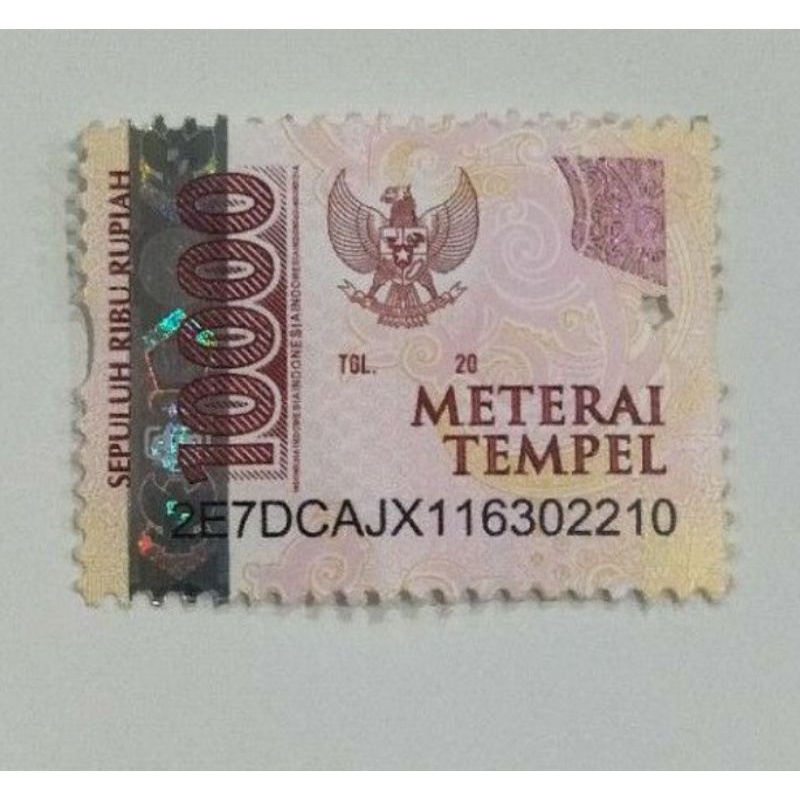 SEPULUH RIBU RUPIAH
10000
TGL. 20
METERAI
TEMPEL
2E7DCAJX116302210